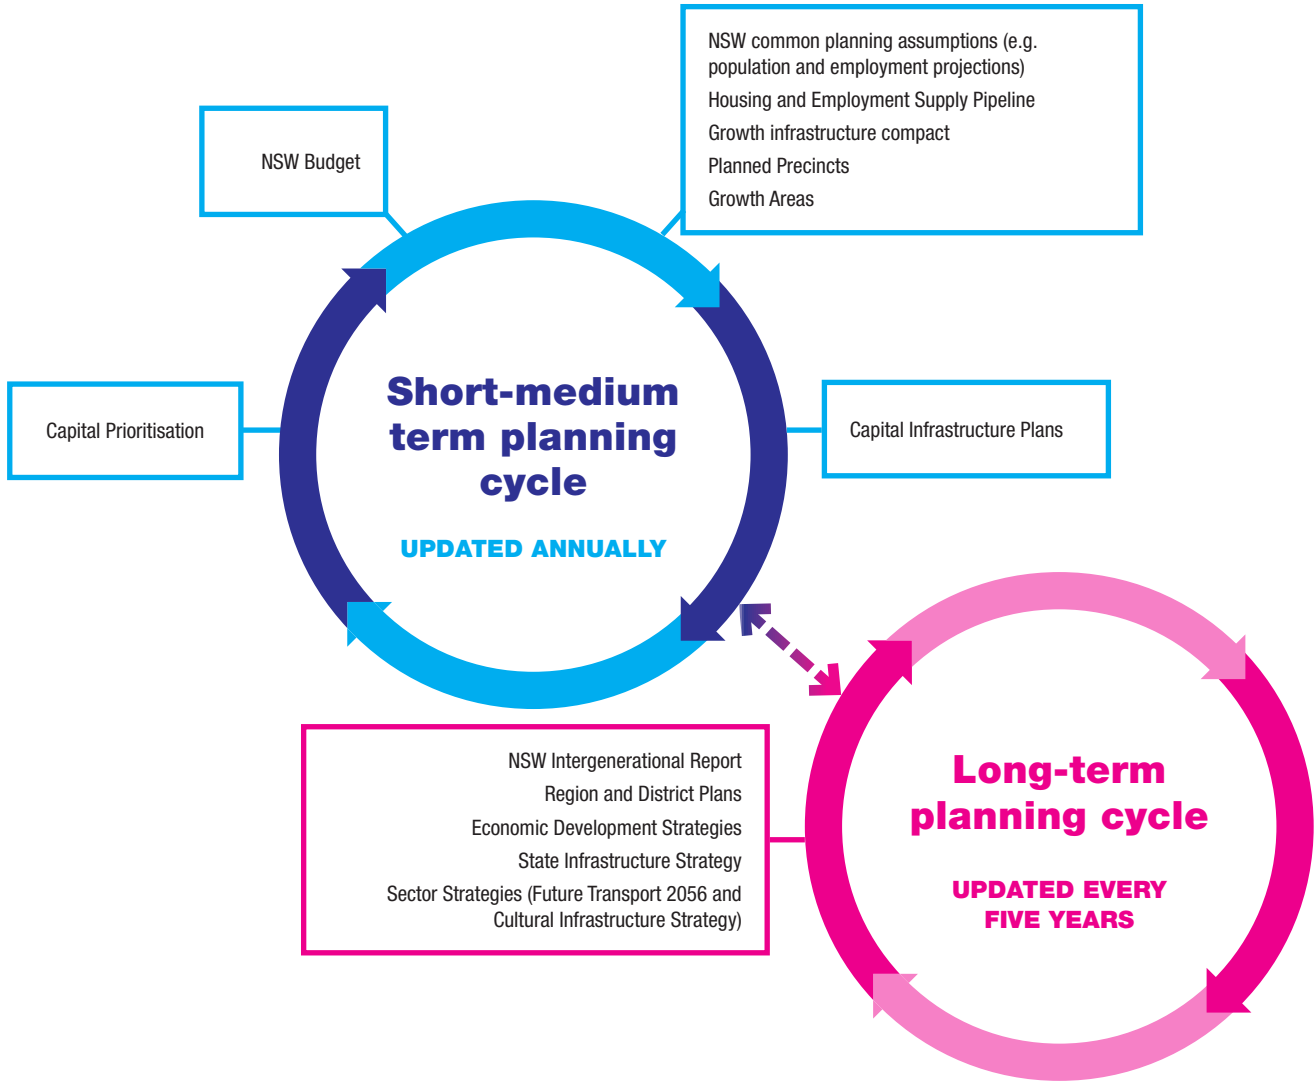 NSW common planning assumptions (e.g.
population and employment projections)
Housing and Employment Supply Pipeline
Growth infrastructure compact
Planned Precincts
Growth Areas
NSW Budget
Capital Prioritisation
Short-medium
term planning
cycle
UPDATED ANNUALLY
Capital Infrastructure Plans
NSW Intergenerational Report
Region and District Plans
Economic Development Strategies
State Infrastructure Strategy
Sector Strategies (Future Transport 2056 and
Cultural Infrastructure Strategy)
Long-term
planning cycle
UPDATED EVERY
FIVE YEARS